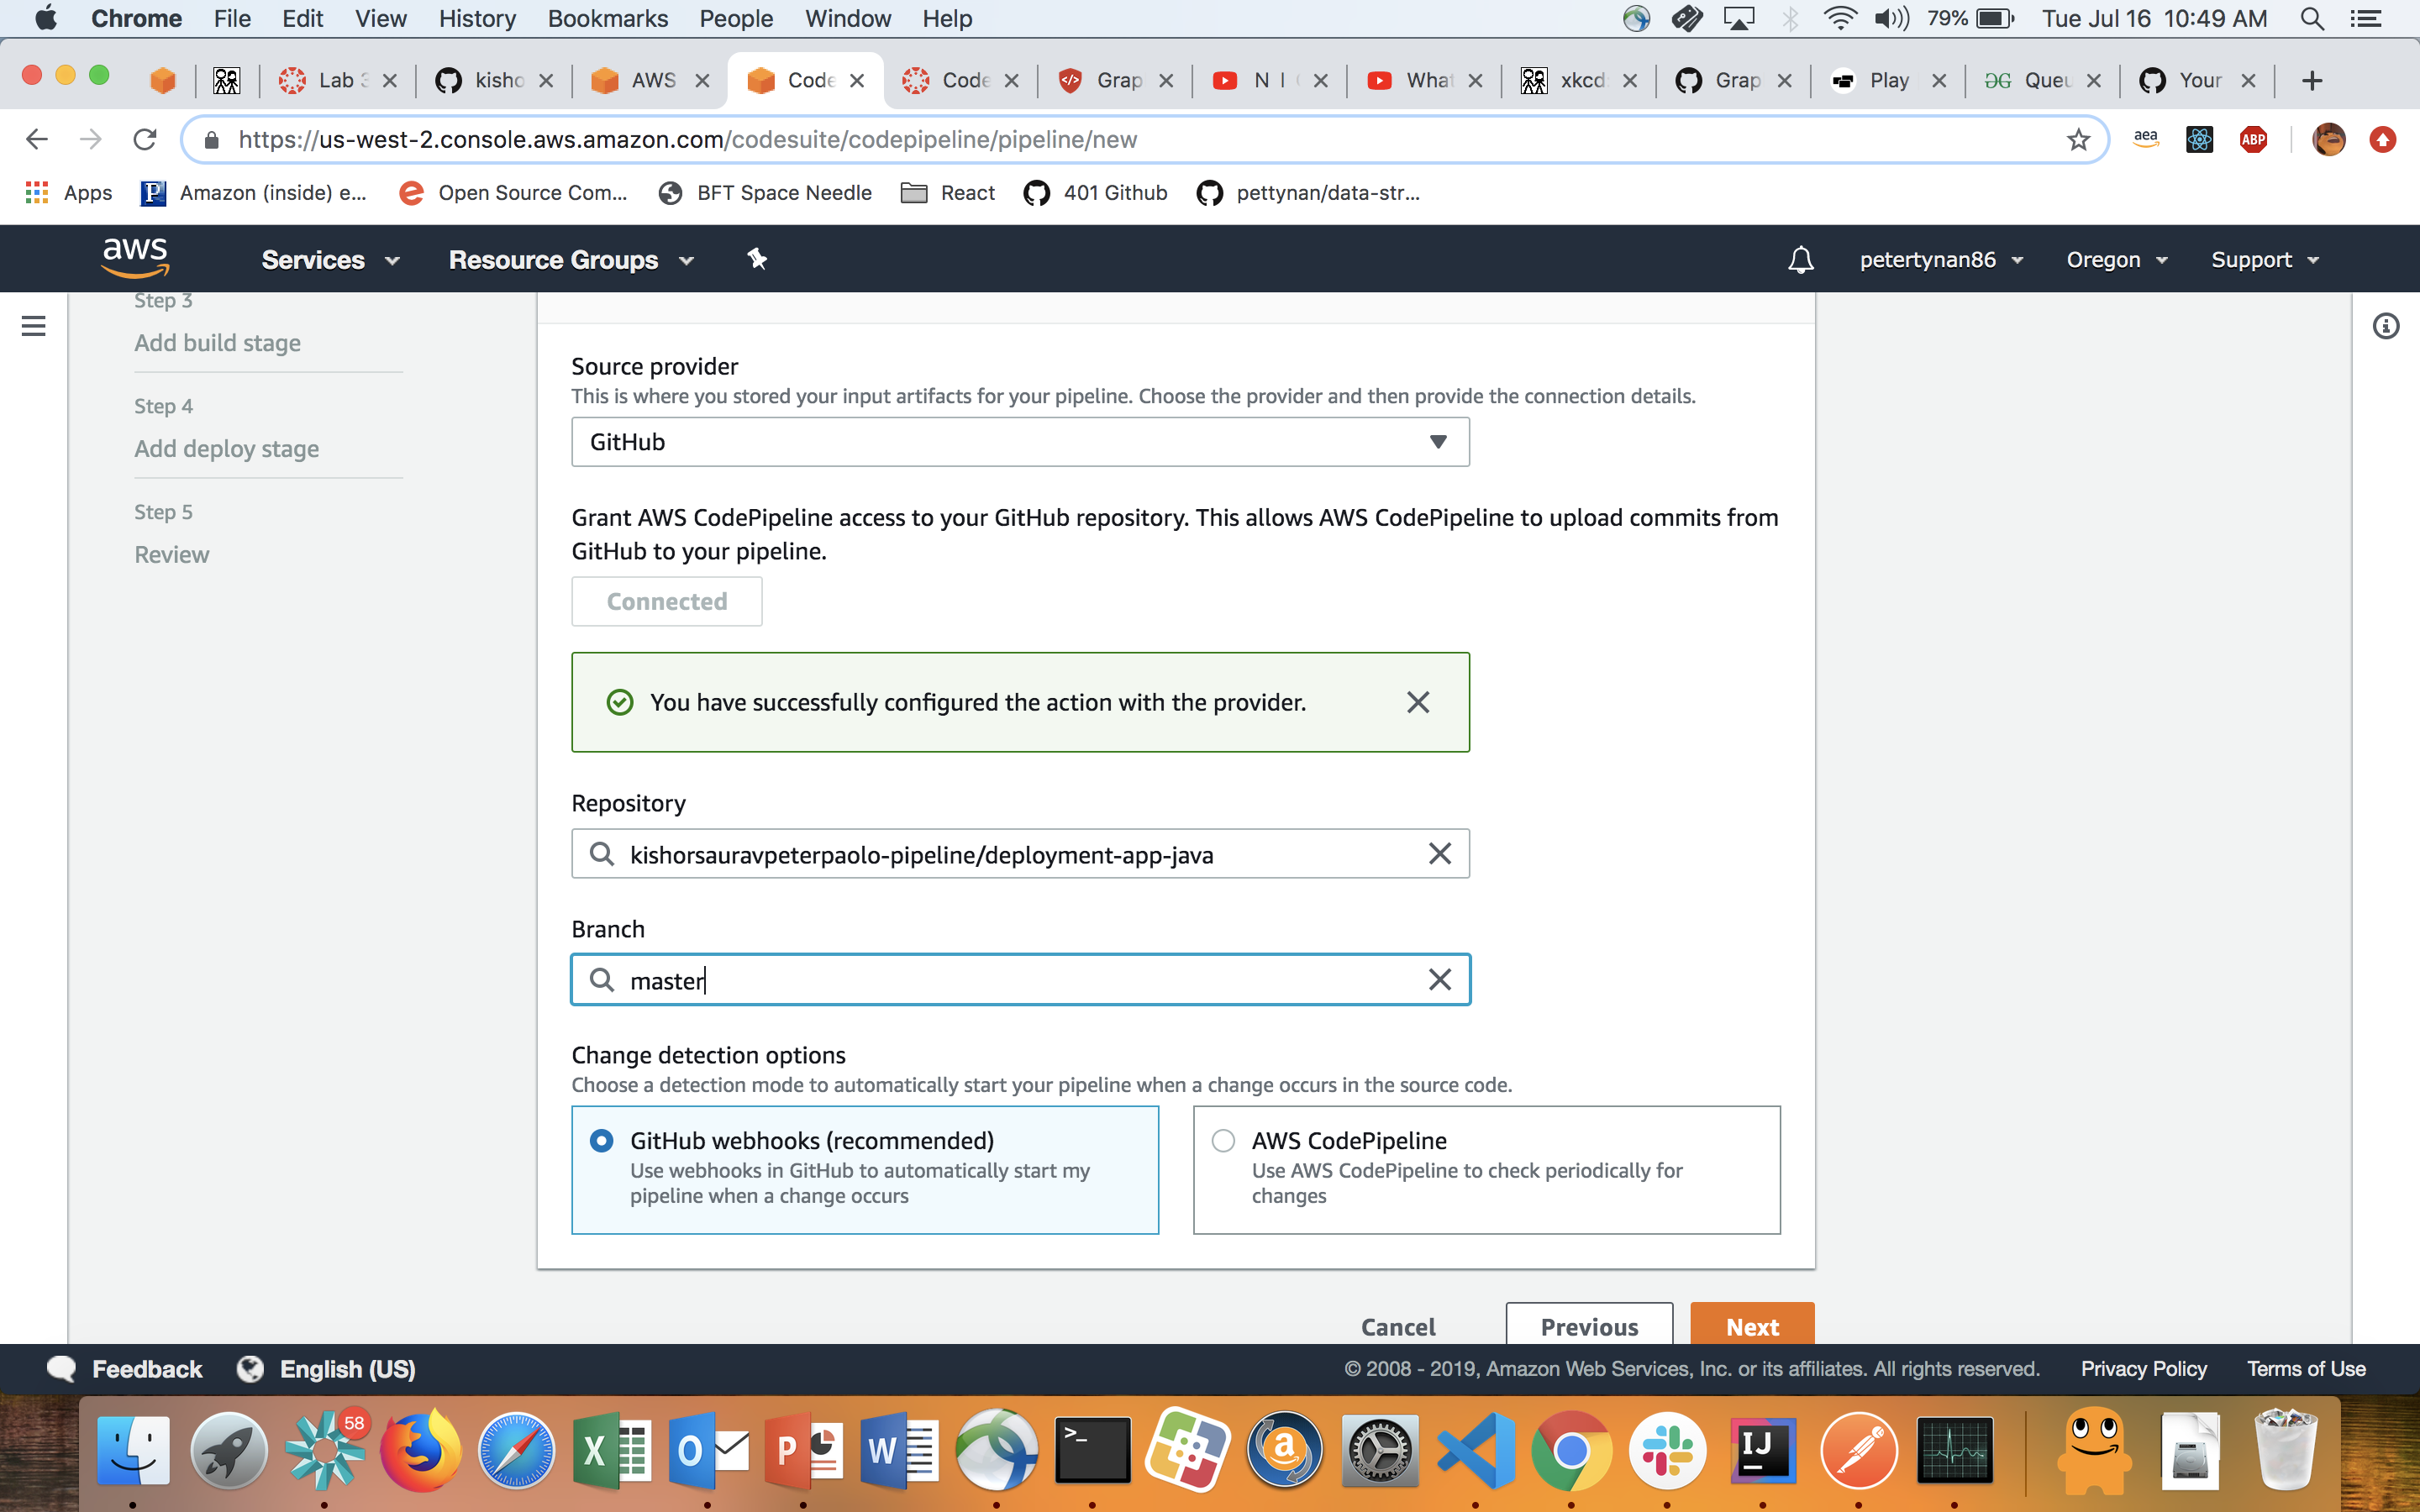 Chrome File Edit View History Bookmarks People Window Help 79% Tue Jul 16 10:49 AM
Lab 3 kisho AWS Code Code Grap N I What xkcd Grap Play Queu Your
https://us-west-2.console.aws.amazon.com/codesuite/codepipeline/pipeline/new aea ABP
Apps Amazon (inside) e... Open Source Com... BFT Space Needle React 401 Github pettynan/data-str...
aws Services Resource Groups petertynan86 Oregon Support
Step 3
Add build stage
Step 4
Add deploy stage
Step 5
Review
Source provider
This is where you stored your input artifacts for your pipeline. Choose the provider and then provide the connection details.
GitHub
Grant AWS CodePipeline access to your GitHub repository. This allows AWS CodePipeline to upload commits from
GitHub to your pipeline.
Connected
You have successfully configured the action with the provider.
Repository
kishorsauravpeterpaolo-pipeline/deployment-app-java
Branch
master
Change detection options
Choose a detection mode to automatically start your pipeline when a change occurs in the source code.
GitHub webhooks (recommended)
Use webhooks in GitHub to automatically start my
pipeline when a change occurs
AWS CodePipeline
Use AWS CodePipeline to check periodically for
changes
Cancel Previous Next
Feedback English (US) © 2008 - 2019, Amazon Web Services, Inc. or its affiliates. All rights reserved. Privacy Policy Terms of Use
58
X O P W >_ a IJ